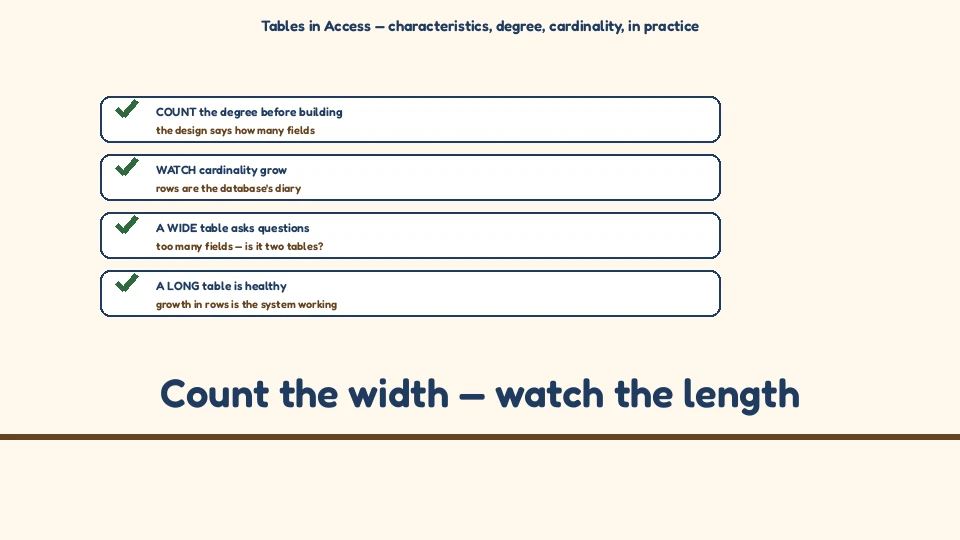 Tables in Access — characteristics, degree, cardinality, in practice
COUNT the degree before building
the design says how many fields
WATCH cardinality grow
rows are the database's diary
A WIDE table asks questions
too many fields — is it two tables?
A LONG table is healthy
growth in rows is the system working
Count the width — watch the length